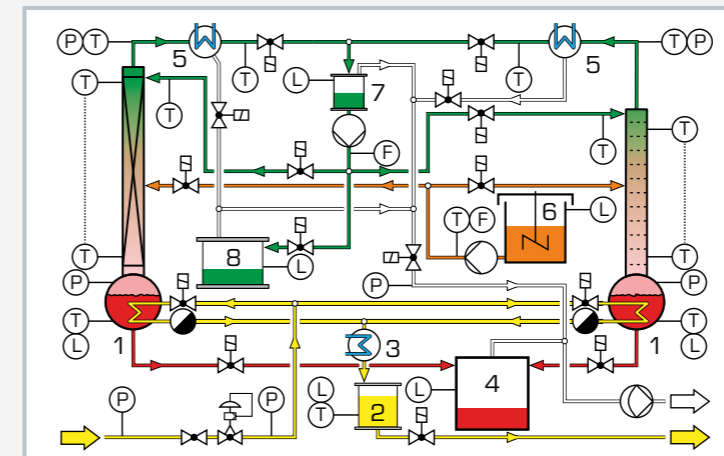 P T 5 5 T P
T T L 7 T T
T F T
T F 6 L
T 8 L T
P P P
T L 1 3 1 T L
P P L T 2 L 4